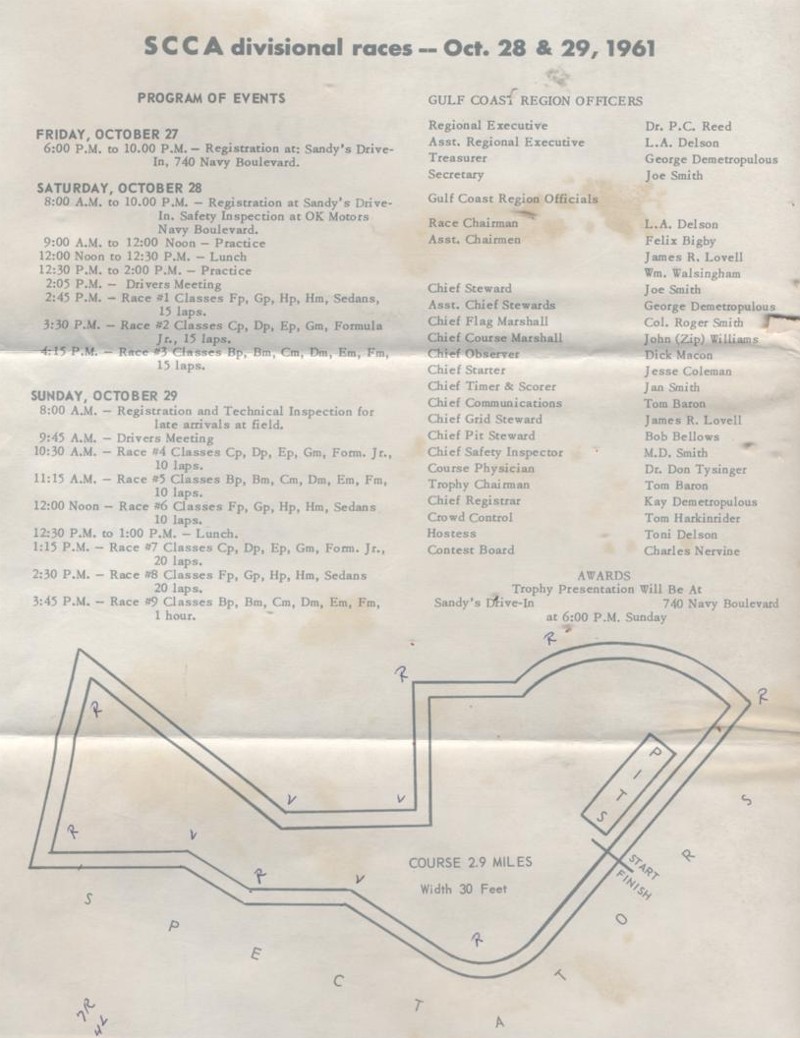 SCCA divisional races -- Oct. 28 & 29, 1961
PROGRAM OF EVENTS
FRIDAY, OCTOBER 27
6:00 P.M. to 10.00 P.M. — Registration at: Sandy's Drive-
In, 740 Navy Boulevard.
SATURDAY, OCTOBER 28
8:00 A.M. to 10.00 P.M. — Registration at Sandy's Drive-
In. Safety Inspection at OK Motors
Navy Boulevard.
9:00 A.M. to 12:00 Noon — Practice
12:00 Noon to 12:30 P.M. — Lunch
12:30 P.M. to 2:00 P.M. — Practice
2:05 P.M. — Drivers Meeting
2:45 P.M. — Race #1 Classes Fp, Gp, Hp, Hm, Sedans,
15 laps.
3:30 P.M. — Race #2 Classes Cp, Dp, Ep, Gm, Formula
Jr., 15 laps.
4:15 P.M. — Race #3 Classes Bp, Bm, Cm, Dm, Em, Fm,
15 laps.
SUNDAY, OCTOBER 29
8:00 A.M. — Registration and Technical Inspection for
late arrivals at field.
9:45 A.M. — Drivers Meeting
10:30 A.M. — Race #4 Classes Cp, Dp, Ep, Gm, Form. Jr.,
10 laps.
11:15 A.M. — Race #5 Classes Bp, Bm, Cm, Dm, Em, Fm,
10 laps.
12:00 Noon — Race #6 Classes Fp, Gp, Hp, Hm, Sedans
10 laps.
12:30 P.M. to 1:00 P.M. — Lunch.
1:15 P.M. — Race #7 Classes Cp, Dp, Ep, Gm, Form. Jr.,
20 laps.
2:30 P.M. — Race #8 Classes Fp, Gp, Hp, Hm, Sedans
20 laps.
3:45 P.M. — Race #9 Classes Bp, Bm, Cm, Dm, Em, Fm,
1 hour.
GULF COAST REGION OFFICERS
Regional Executive Dr. P.C. Reed
Asst. Regional Executive L.A. Delson
Treasurer George Demetropulous
Secretary Joe Smith
Gulf Coast Region Officials
Race Chairman L.A. Delson
Asst. Chairmen Felix Bigby
James R. Lovell
Wm. Walsingham
Chief Steward Joe Smith
Asst. Chief Stewards George Demetropulous
Chief Flag Marshall Col. Roger Smith
Chief Course Marshall John (Zip) Williams
Chief Observer Dick Macon
Chief Starter Jesse Coleman
Chief Timer & Scorer Jan Smith
Chief Communications Tom Baron
Chief Grid Steward James R. Lovell
Chief Pit Steward Bob Bellows
Chief Safety Inspector M.D. Smith
Course Physician Dr. Don Tysinger
Trophy Chairman Tom Baron
Chief Registrar Kay Demetropulous
Crowd Control Tom Harkinrider
Hostess Toni Delson
Contest Board Charles Nervine
AWARDS
Trophy Presentation Will Be At
Sandy's Drive-In 740 Navy Boulevard
at 6:00 P.M. Sunday
R
R
R
R
PITS
V
V
R
V
R
V
R
COURSE 2.9 MILES
Width 30 Feet
START
FINISH
SPECTATORS
7R
4L